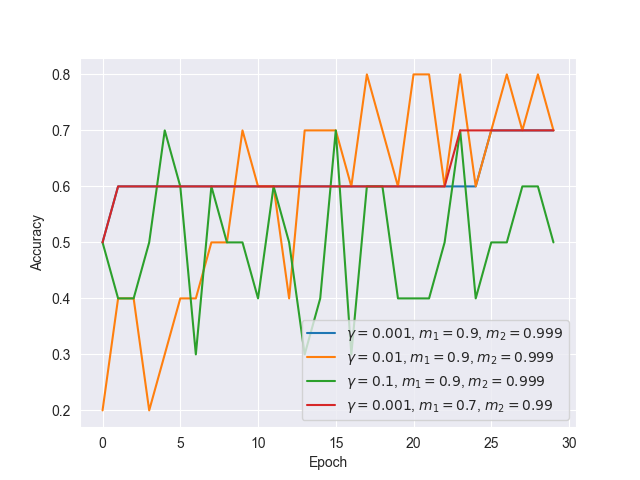 0.8
0.7
0.6
0.5
0.4
0.3
0.2
Accuracy
γ = 0.001, m₁ = 0.9, m₂ = 0.999
γ = 0.01, m₁ = 0.9, m₂ = 0.999
γ = 0.1, m₁ = 0.9, m₂ = 0.999
γ = 0.001, m₁ = 0.7, m₂ = 0.99
0 5 10 15 20 25 30
Epoch